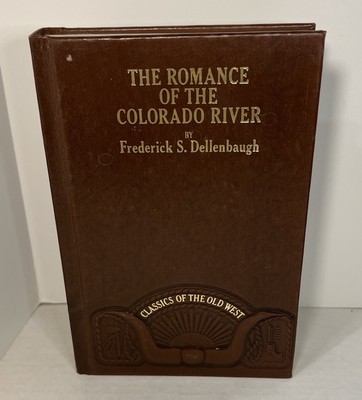 THE ROMANCE
OF THE
COLORADO RIVER
BY
Frederick S. Dellenbaugh
CLASSICS OF THE OLD WEST